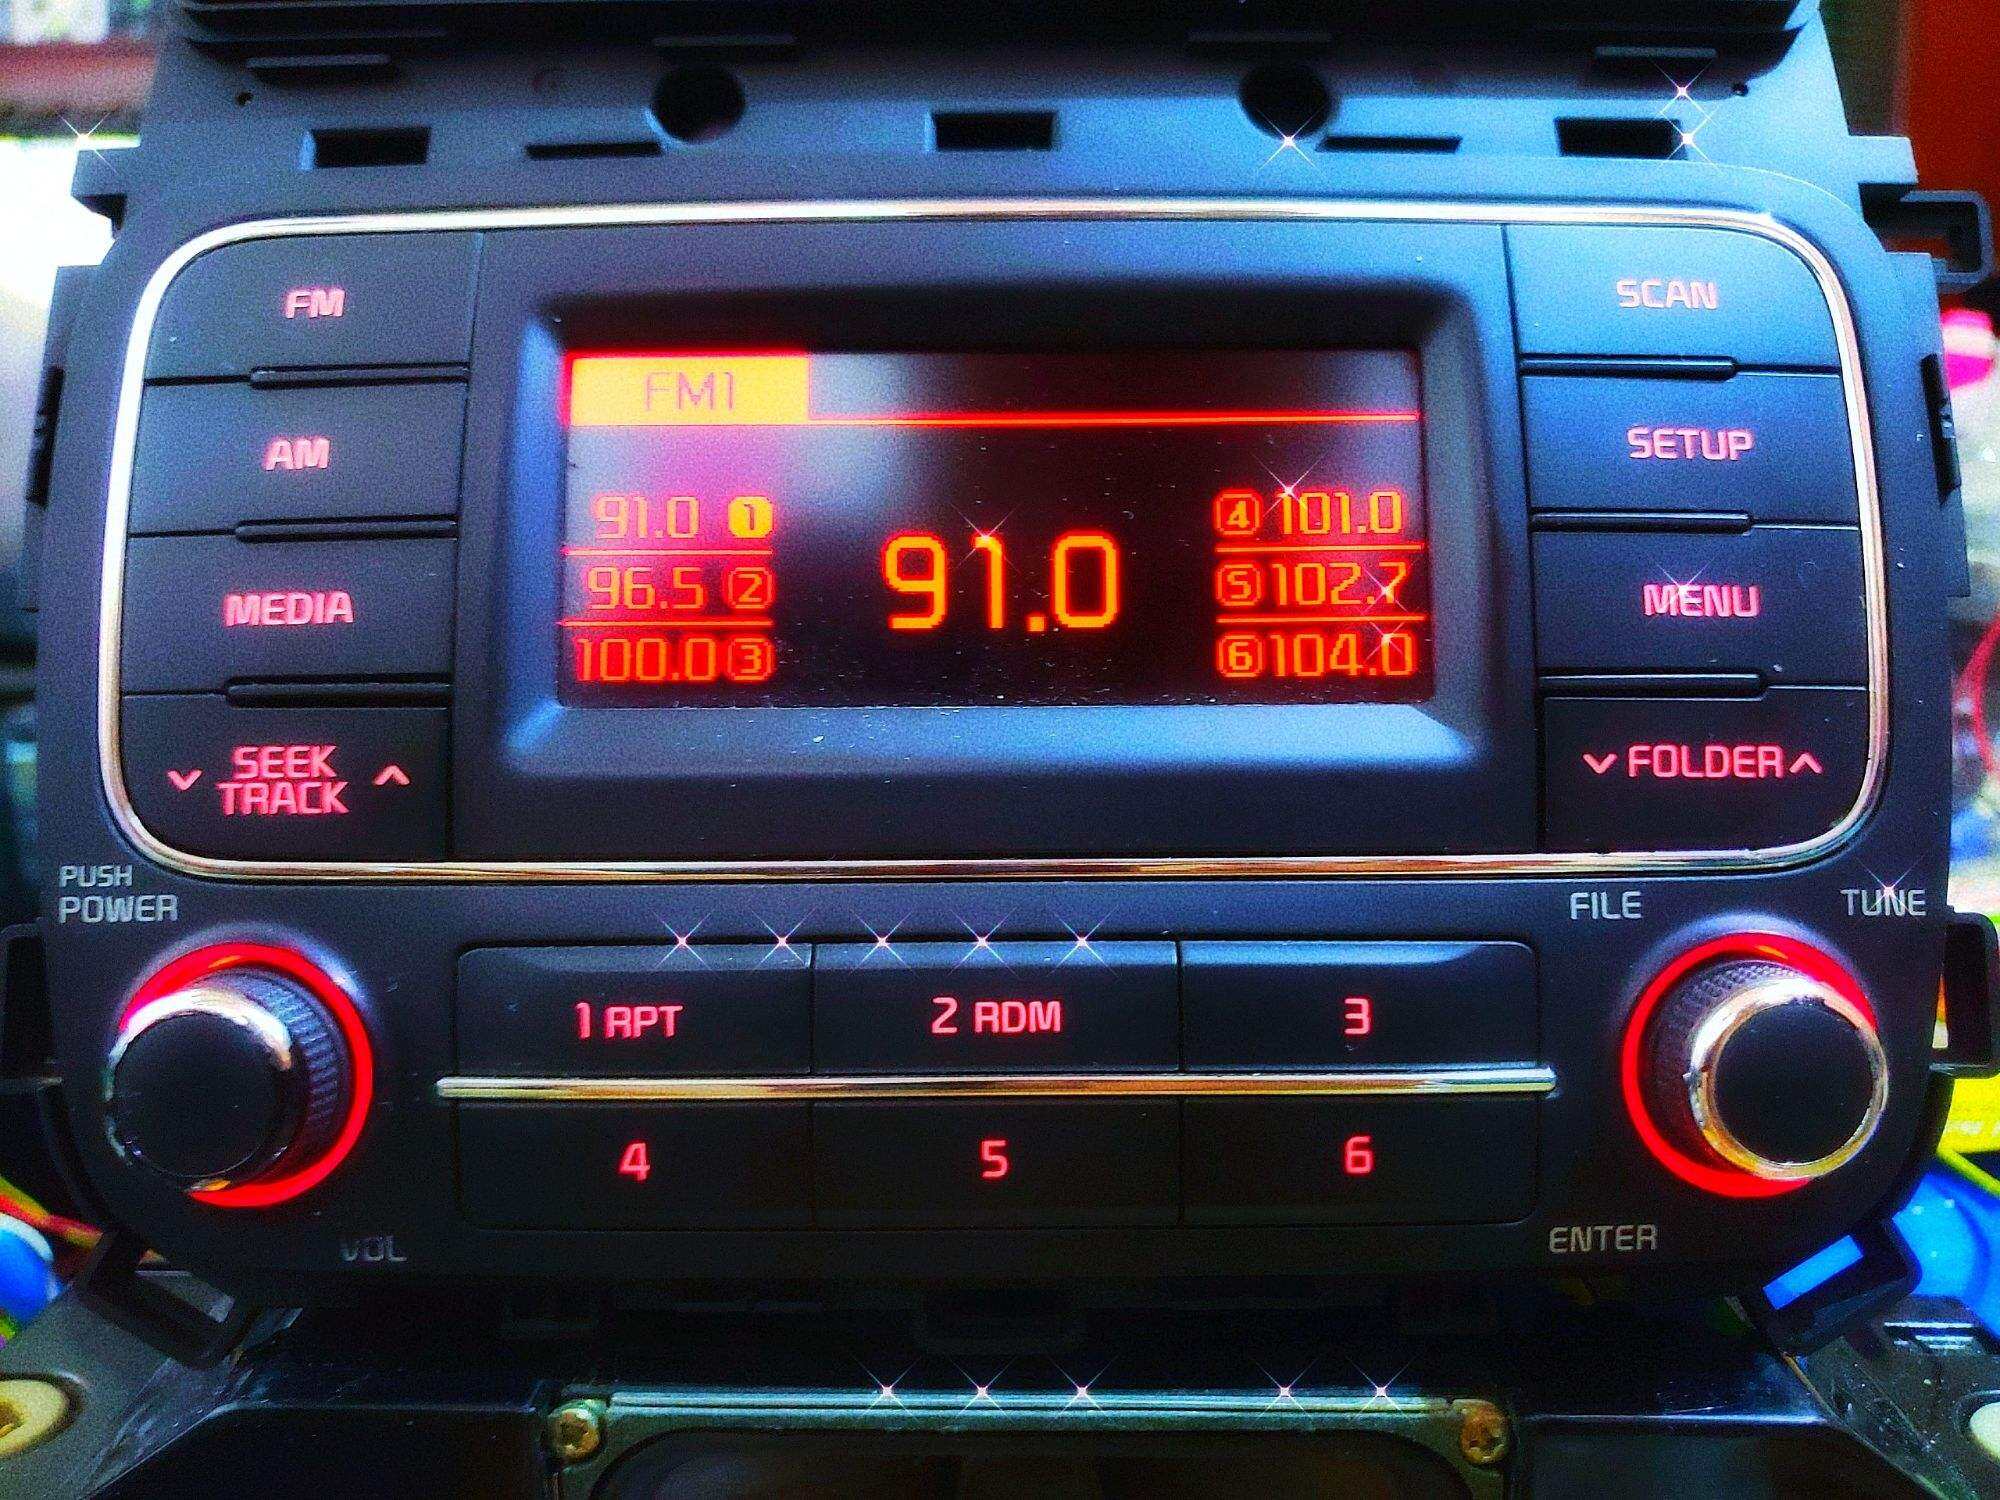 FM
AM
MEDIA
SEEK
TRACK
FM1
91.0 1
96.5 2
100.0 3
91.0
4 101.0
5 102.7
6 104.0
SCAN
SETUP
MENU
FOLDER
PUSH
POWER
VOL
1 RPT
2 RDM
3
4
5
6
FILE
TUNE
ENTER